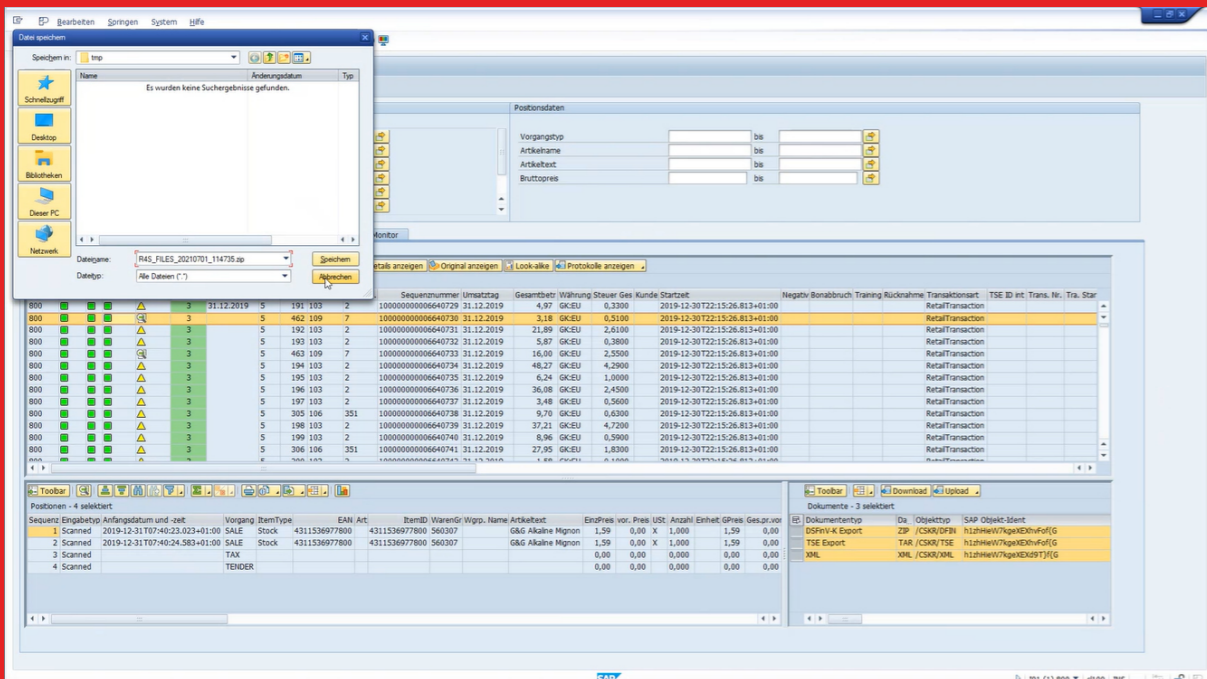 Bearbeiten Springen System Hilfe
Datei speichern
Speichern in: tmp
Name Änderungsdatum Typ
Es wurden keine Suchergebnisse gefunden.
Schnellzugriff
Desktop
Bibliotheken
Dieser PC
Netzwerk
Dateiname: R4S_FILES_20210701_114735.zip Speichern
Dateityp: Alle Dateien (*.*) Abbrechen
Positionsdaten
Vorgangstyp bis
Artikelname bis
Artikeltext bis
Bruttopreis bis
Monitor
etails anzeigen Original anzeigen Look-alike Protokolle anzeigen
Sequenznummer Umsatztag Gesamtbetr Währung Steuer Ges Kunde Startzeit Negativ Bonabbruch Training Rücknahme Transaktionsart TSE ID int Trans. Nr. Tra. Star
800 3 31.12.2019 5 191 103 2 10000000006640729 31.12.2019 4,97 GK:EU 0,3300 2019-12-30T22:15:26.813+01:00 RetailTransaction
800 3 5 462 109 7 10000000006640730 31.12.2019 3,18 GK:EU 0,5100 2019-12-30T22:15:26.813+01:00 RetailTransaction
800 3 5 192 103 2 10000000006640731 31.12.2019 21,89 GK:EU 2,6100 2019-12-30T22:15:26.813+01:00 RetailTransaction
800 3 5 193 103 2 10000000006640732 31.12.2019 5,87 GK:EU 0,3800 2019-12-30T22:15:26.813+01:00 RetailTransaction
800 3 5 463 109 7 10000000006640733 31.12.2019 16,00 GK:EU 2,5500 2019-12-30T22:15:26.813+01:00 RetailTransaction
800 3 5 194 103 2 10000000006640734 31.12.2019 48,27 GK:EU 4,2900 2019-12-30T22:15:26.813+01:00 RetailTransaction
800 3 5 195 103 2 10000000006640735 31.12.2019 6,24 GK:EU 1,0000 2019-12-30T22:15:26.813+01:00 RetailTransaction
800 3 5 196 103 2 10000000006640736 31.12.2019 36,08 GK:EU 2,4500 2019-12-30T22:15:26.813+01:00 RetailTransaction
800 3 5 197 103 2 10000000006640737 31.12.2019 3,48 GK:EU 0,5600 2019-12-30T22:15:26.813+01:00 RetailTransaction
800 3 5 305 106 351 10000000006640738 31.12.2019 9,70 GK:EU 0,6300 2019-12-30T22:15:26.813+01:00 RetailTransaction
800 3 5 198 103 2 10000000006640739 31.12.2019 37,21 GK:EU 4,7200 2019-12-30T22:15:26.813+01:00 RetailTransaction
800 3 5 199 103 2 10000000006640740 31.12.2019 8,96 GK:EU 0,5900 2019-12-30T22:15:26.813+01:00 RetailTransaction
800 3 5 306 106 351 10000000006640741 31.12.2019 27,95 GK:EU 1,8300 2019-12-30T22:15:26.813+01:00 RetailTransaction
Toolbar
Positionen - 4 selektiert
Sequenz Eingabetyp Anfangsdatum und -zeit Vorgang ItemType EAN Art ItemID WarenGr Wgrp. Name Artikeltext EinzPreis vor. Preis USt Anzahl Einheit GPreis Ges.pr.vor
1 Scanned 2019-12-31T07:40:23.023+01:00 SALE Stock 4311536977800 4311536977800 560307 G&G Alkaline Mignon 1,59 0,00 X 1,000 1,59 0,00
2 Scanned 2019-12-31T07:40:24.583+01:00 SALE Stock 4311536977800 4311536977800 560307 G&G Alkaline Mignon 1,59 0,00 X 1,000 1,59 0,00
3 Scanned TAX 0,00 0,00 0,000 0,00 0,00
4 Scanned TENDER 0,00 0,00 0,000 0,00 0,00
Toolbar Download Upload
Dokumente - 3 selektiert
Dokumententyp Da_ Objekttyp SAP Objekt-Ident
DSFinV-K Export ZIP /CSKR/DFIN
TSE Export TAR /CSKR/TSE
XML XML /CSKR/XML
SAP